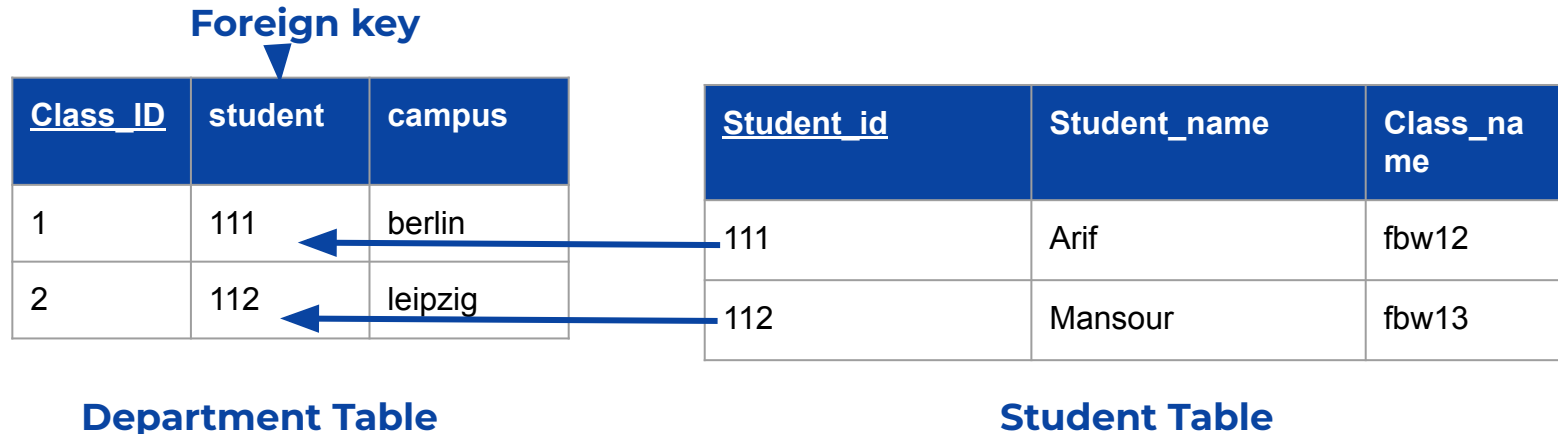 Foreign key
Class_ID student campus
1 111 berlin
2 112 leipzig
Department Table
Student_id Student_name Class_na
me
111 Arif fbw12
112 Mansour fbw13
Student Table